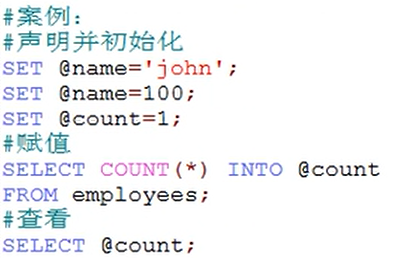 #案例：
#声明并初始化
SET @name='john';
SET @name=100;
SET @count=1;
#赋值
SELECT COUNT(*) INTO @count
FROM employees;
#查看
SELECT @count;